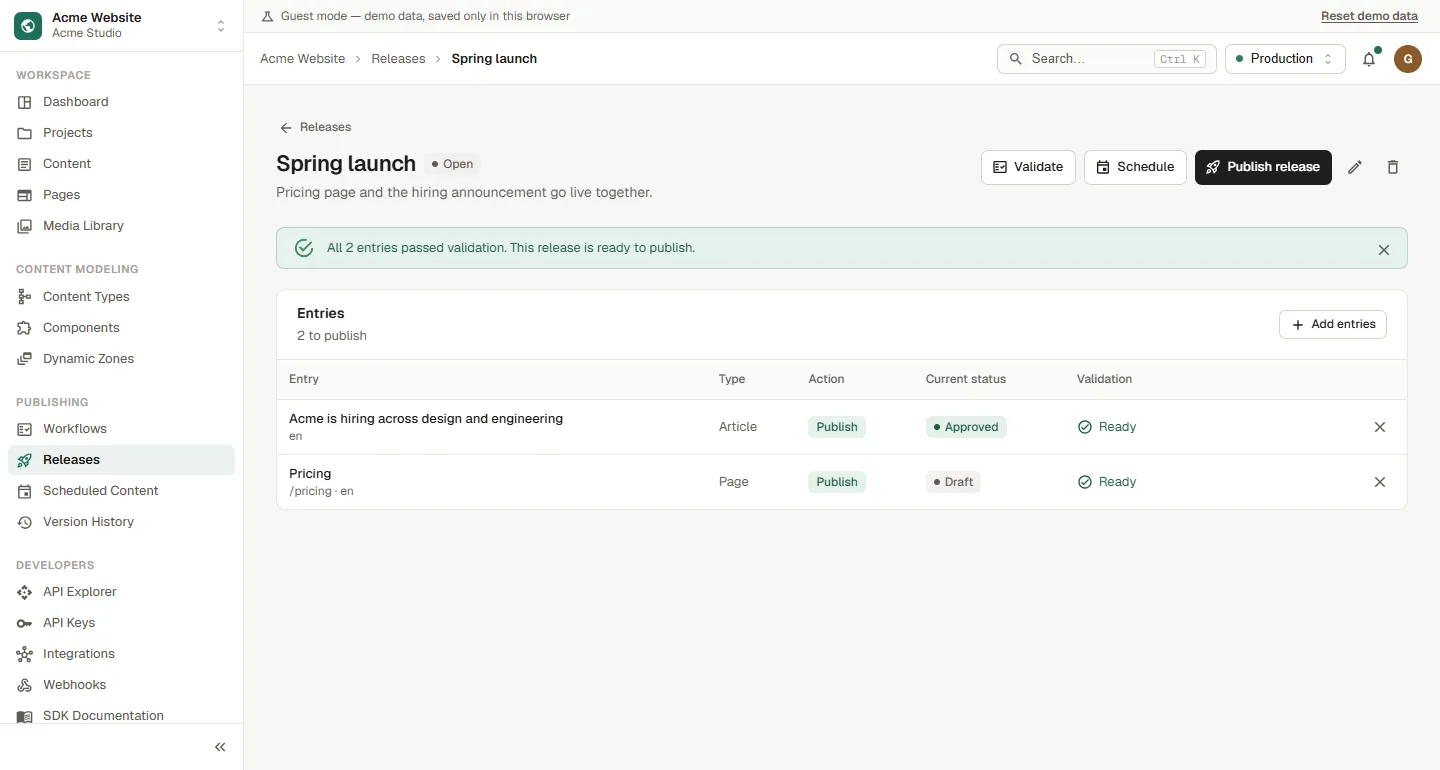 Acme Website
Acme Studio
WORKSPACE
Dashboard
Projects
Content
Pages
Media Library
CONTENT MODELING
Content Types
Components
Dynamic Zones
PUBLISHING
Workflows
Releases
Scheduled Content
Version History
DEVELOPERS
API Explorer
API Keys
Integrations
Webhooks
SDK Documentation
Guest mode — demo data, saved only in this browser
Reset demo data
Acme Website › Releases › Spring launch
Search...
Ctrl K
Production
G
Releases
Spring launch
Open
Pricing page and the hiring announcement go live together.
Validate
Schedule
Publish release
All 2 entries passed validation. This release is ready to publish.
Entries
2 to publish
Add entries
Entry Type Action Current status Validation
Acme is hiring across design and engineering
en
Article Publish Approved Ready
Pricing
/pricing · en
Page Publish Draft Ready